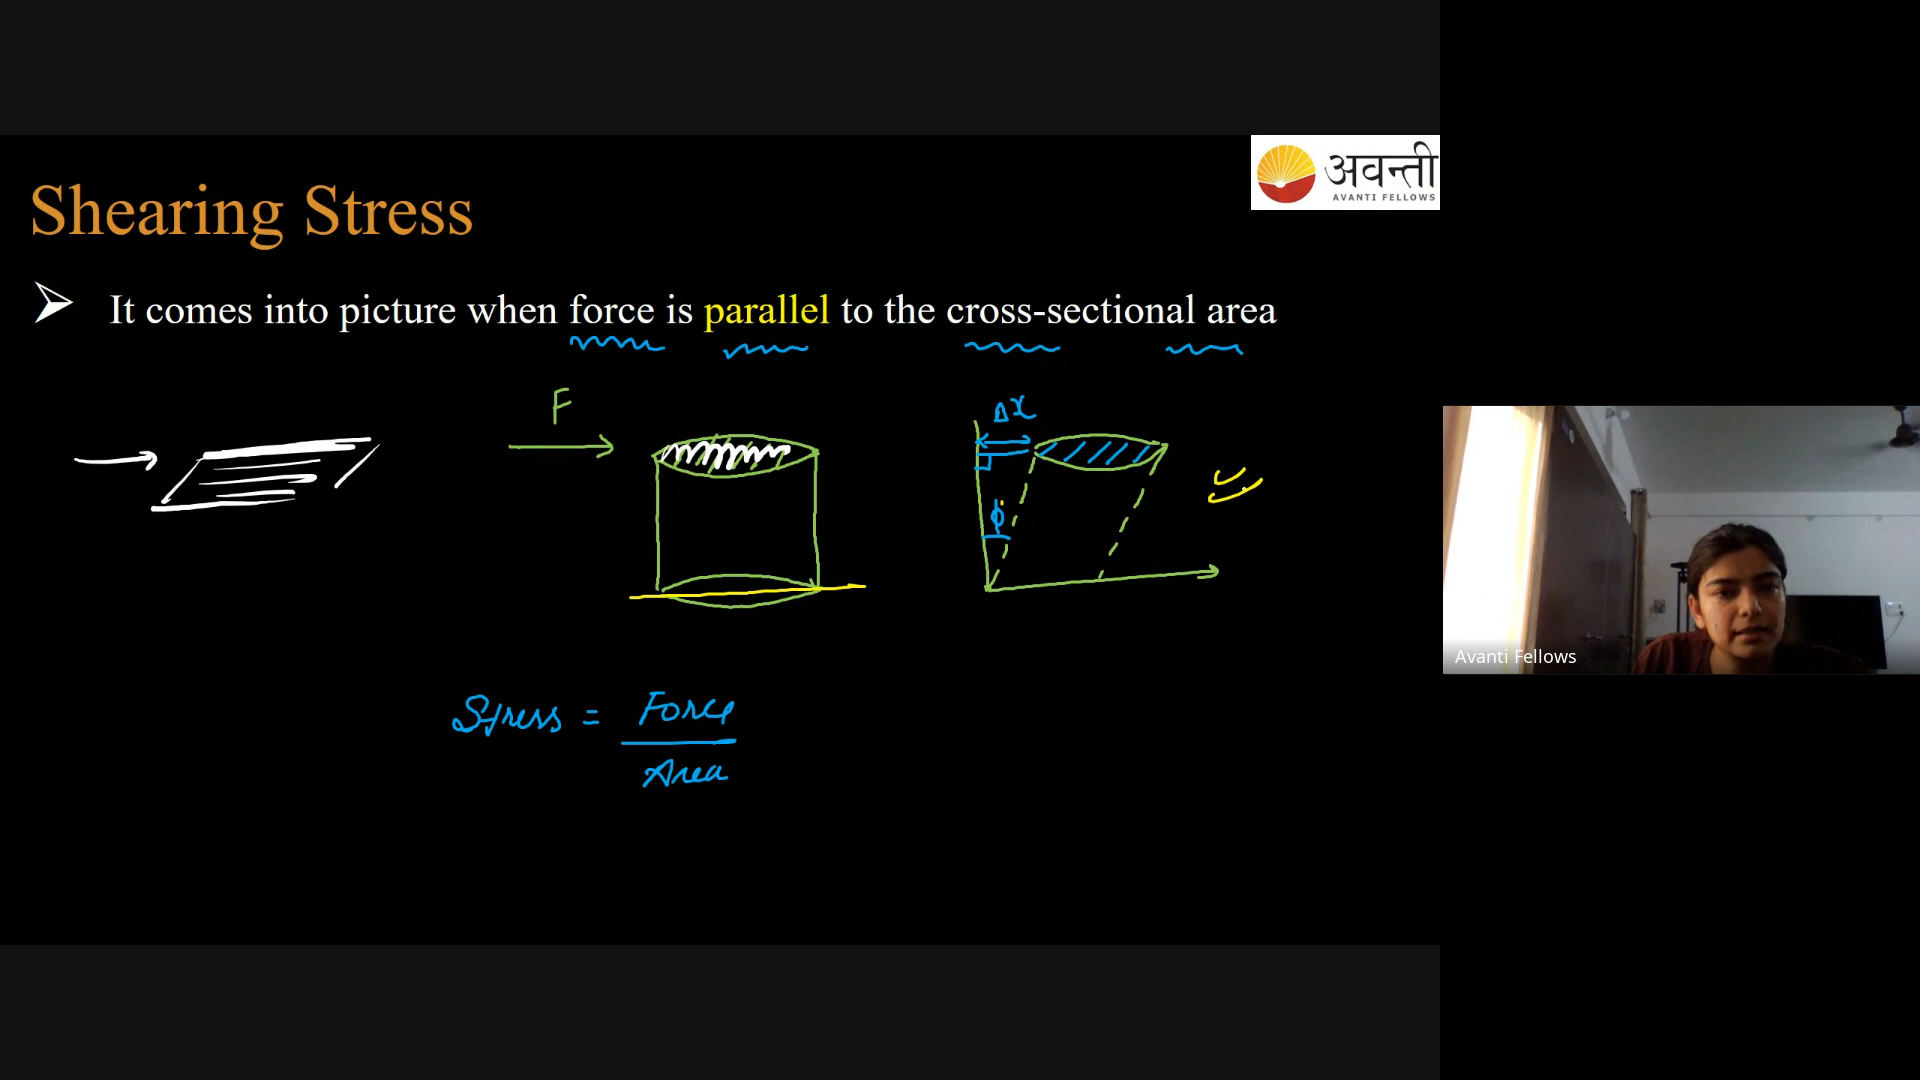 अवन्ती
AVANTI FELLOWS
Shearing Stress
It comes into picture when force is parallel to the cross-sectional area
F
Δx
ϕ
Stress = Force
Area
Avanti Fellows